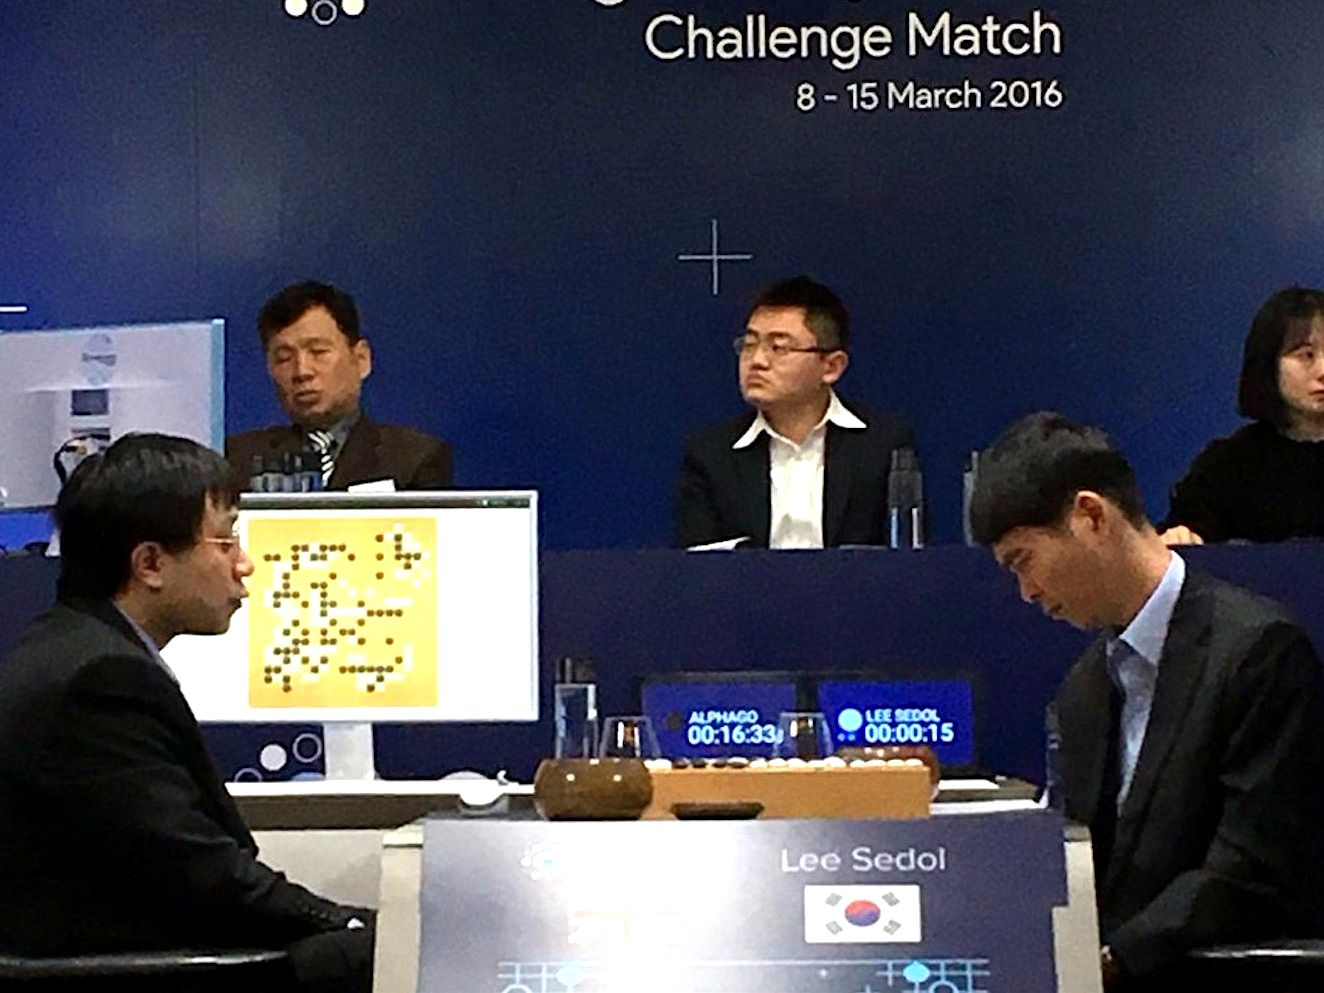 Challenge Match
8 - 15 March 2016
ALPHAGO
00:16:33
LEE SEDOL
00:00:15
Lee Sedol